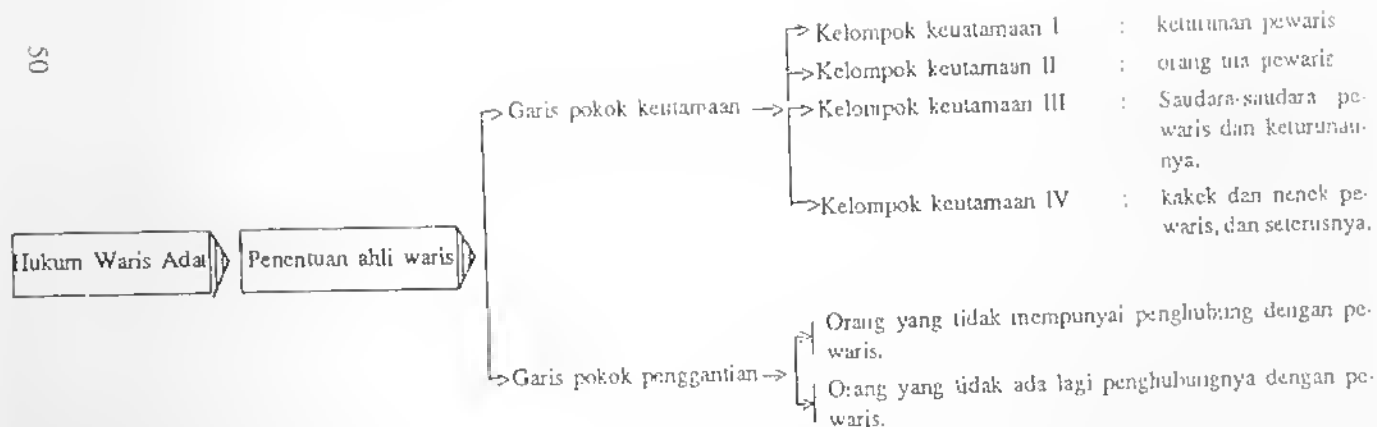 50
Kelompok keuatamaan I : keturunan pewaris
Kelompok keutamaan II : orang tua pewaris
Garis pokok keutamaan
Kelompok keutamaan III : Saudara-saudara pe-
waris dan keturunan-
nya.
Kelompok keutamaan IV : kakek dan nenek pe-
waris, dan seterusnya.
Hukum Waris Adat
Penentuan ahli waris
Orang yang tidak mempunyai penghubung dengan pe-
waris.
Garis pokok penggantian
Orang yang tidak ada lagi penghubungnya dengan pe-
waris.